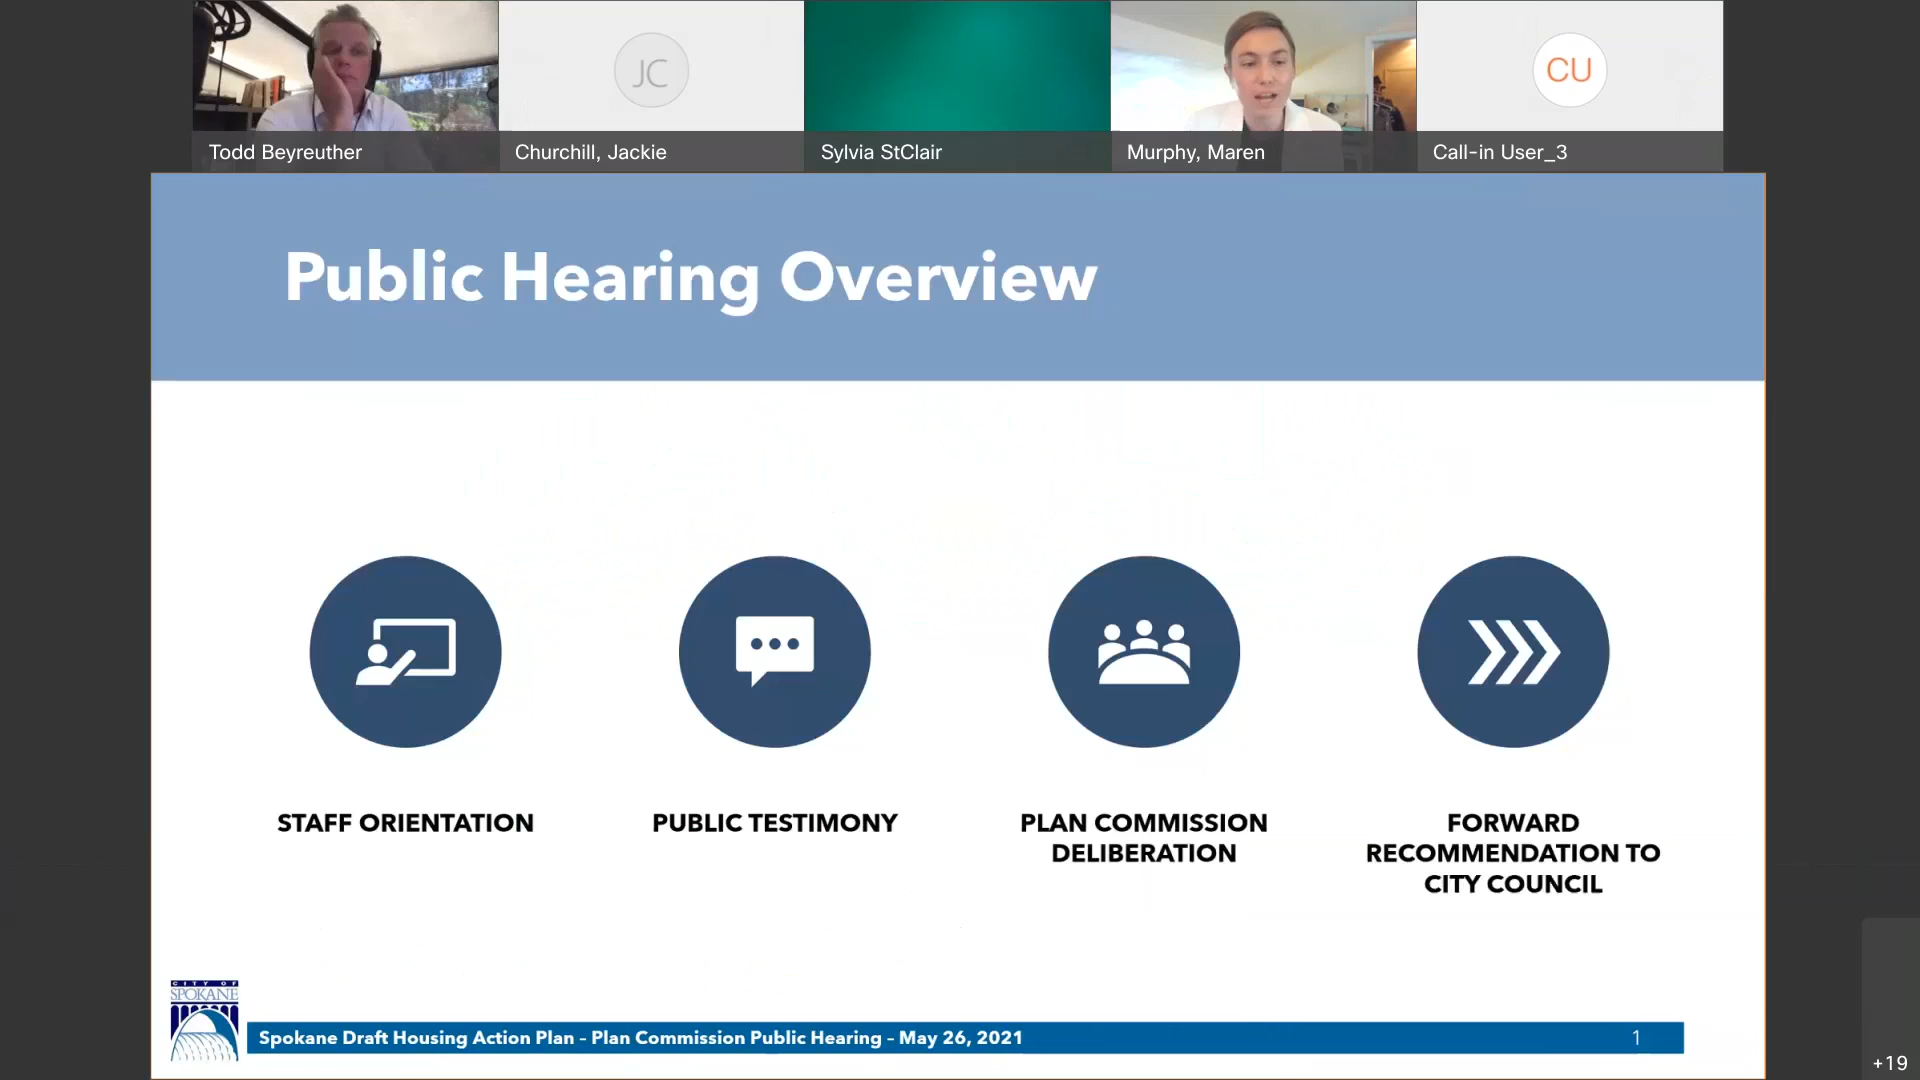 JC
CU
Todd Beyreuther
Churchill, Jackie
Sylvia StClair
Murphy, Maren
Call-in User_3
Public Hearing Overview
STAFF ORIENTATION
PUBLIC TESTIMONY
PLAN COMMISSION
DELIBERATION
FORWARD
RECOMMENDATION TO
CITY COUNCIL
CITY OF
SPOKANE
Spokane Draft Housing Action Plan – Plan Commission Public Hearing – May 26, 2021
1
+19